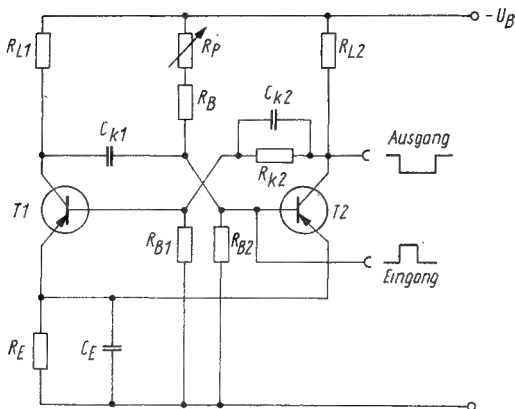 -U_B
R_L1
R_P
R_B
R_L2
C_k1
C_k2
R_k2
Ausgang
T1
T2
R_B1
R_B2
Eingang
R_E
C_E